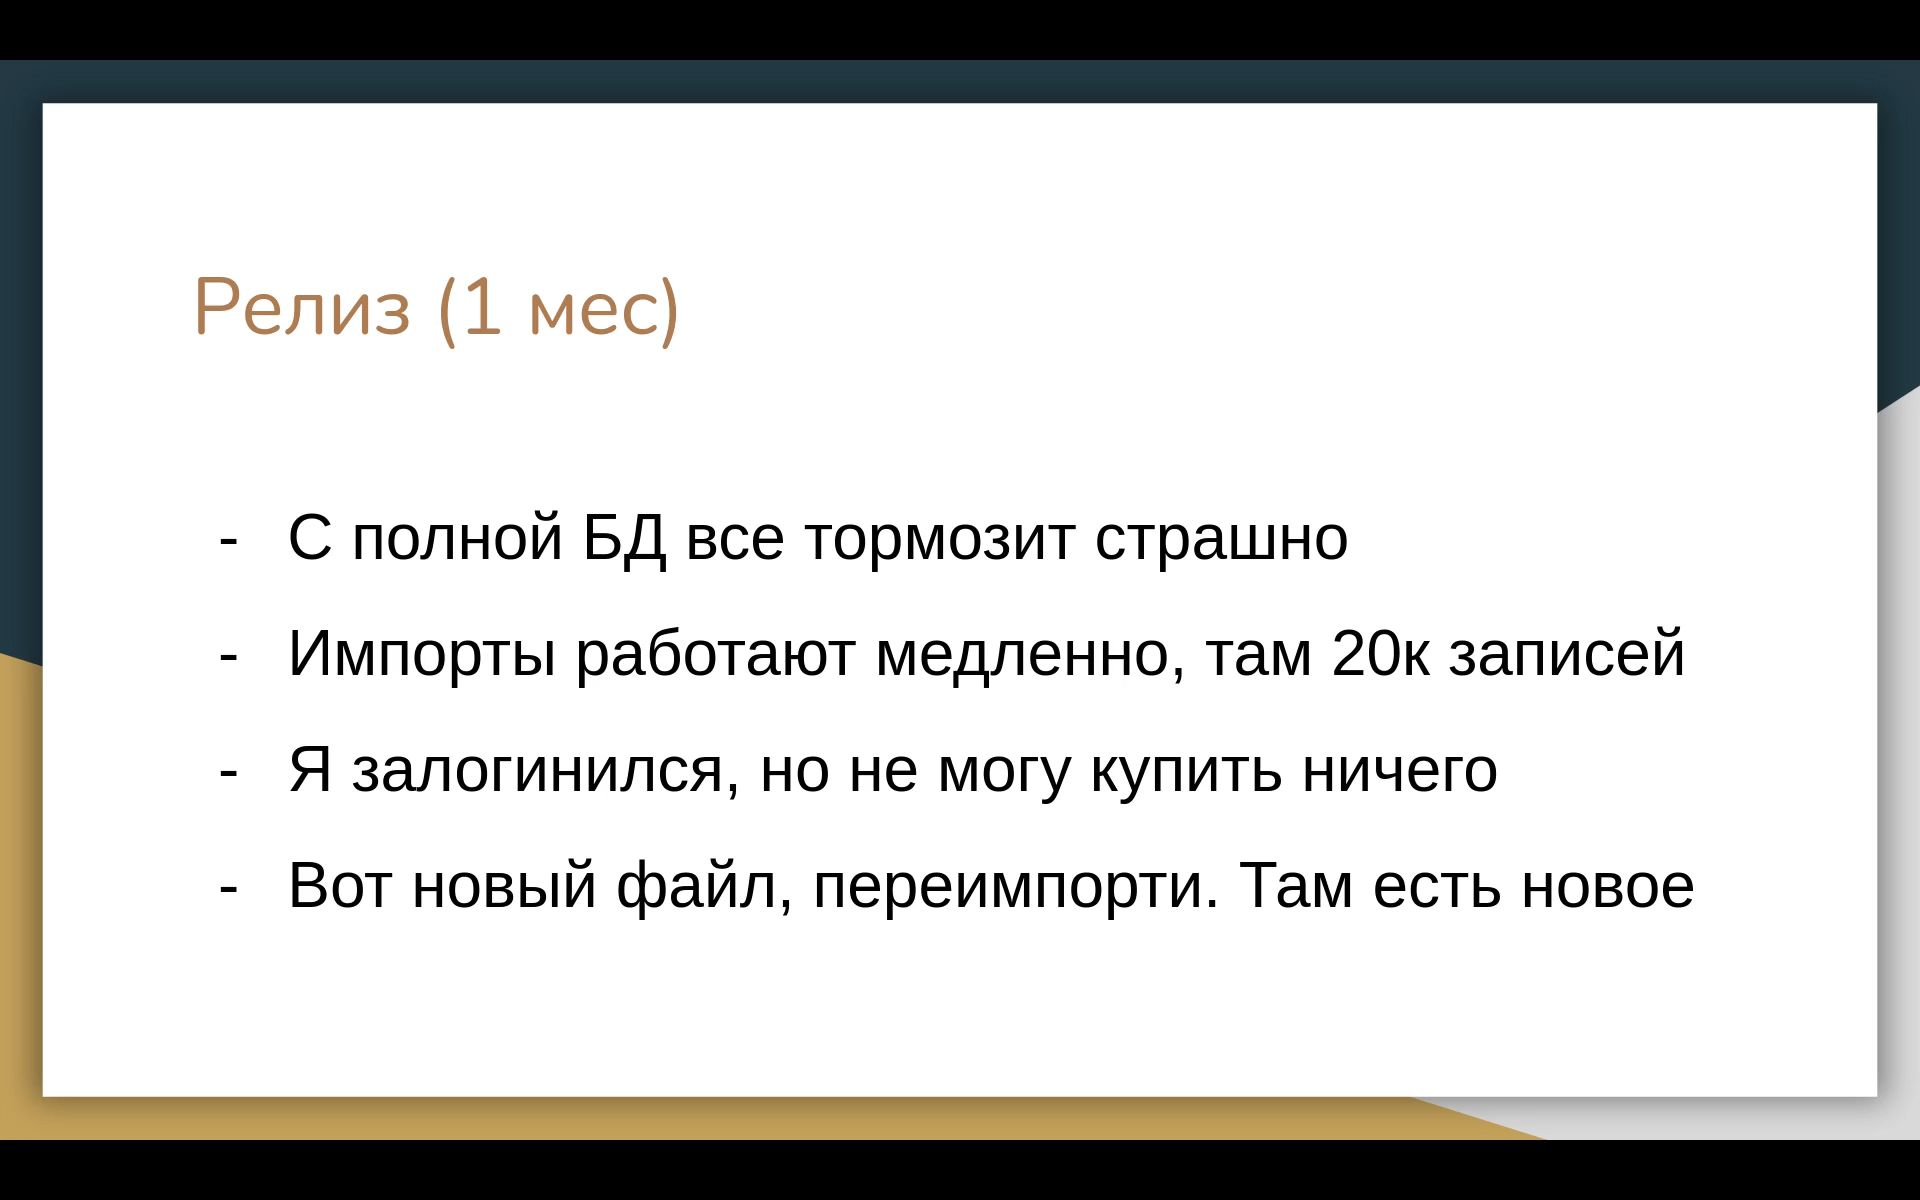 Релиз (1 мес)
- С полной БД все тормозит страшно
- Импорты работают медленно, там 20к записей
- Я залогинился, но не могу купить ничего
- Вот новый файл, переимпорти. Там есть новое